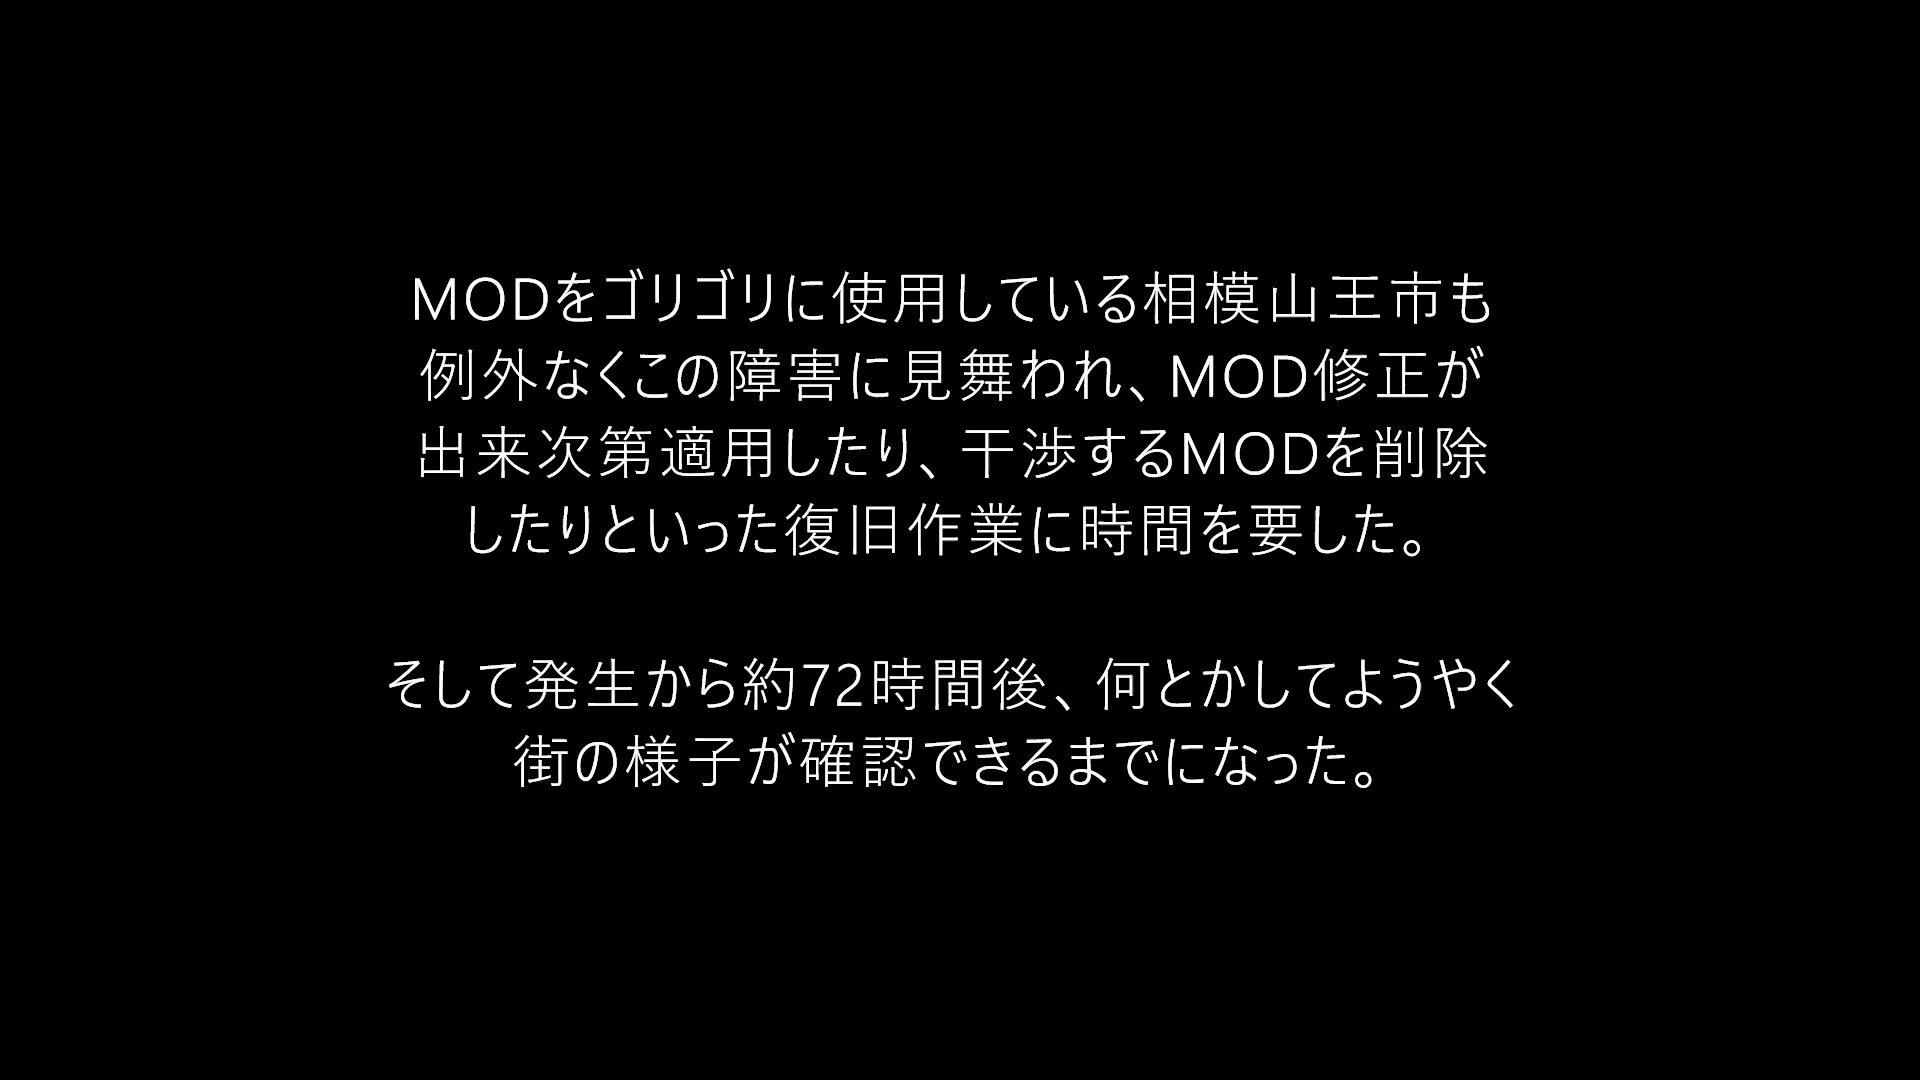 MODをゴリゴリに使用している相模山王市も
例外なくこの障害に見舞われ、MOD修正が
出来次第適用したり、干渉するMODを削除
したりといった復旧作業に時間を要した。
そして発生から約72時間後、何とかしてようやく
街の様子が確認できるまでになった。